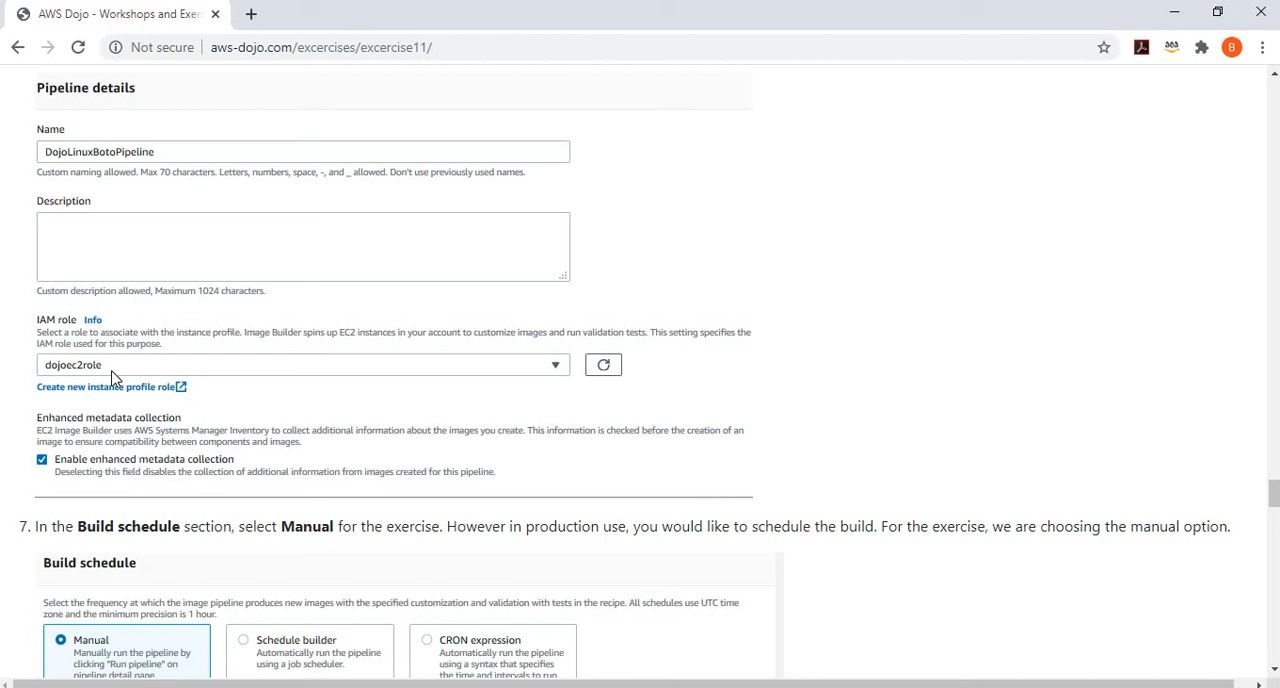 AWS Dojo - Workshops and Exer
Not secure
aws-dojo.com/excercises/excercise11/
B
Pipeline details
Name
DojoLinuxBotoPipeline
Custom naming allowed. Max 70 characters. Letters, numbers, space, -, and _ allowed. Don't use previously used names.
Description
Custom description allowed, Maximum 1024 characters.
IAM role Info
Select a role to associate with the instance profile. Image Builder spins up EC2 instances in your account to customize images and run validation tests. This setting specifies the
IAM role used for this purpose.
dojoec2role
Create new instance profile role
Enhanced metadata collection
EC2 Image Builder uses AWS Systems Manager Inventory to collect additional information about the images you create. This information is checked before the creation of an
image to ensure compatibility between components and images.
Enable enhanced metadata collection
Deselecting this field disables the collection of additional information from images created for this pipeline.
7. In the Build schedule section, select Manual for the exercise. However in production use, you would like to schedule the build. For the exercise, we are choosing the manual option.
Build schedule
Select the frequency at which the image pipeline produces new images with the specified customization and validation with tests in the recipe. All schedules use UTC time
zone and the minimum precision is 1 hour.
Manual
Manually run the pipeline by
clicking "Run pipeline" on
pipeline detail page
Schedule builder
Automatically run the pipeline
using a job scheduler.
CRON expression
Automatically run the pipeline
using a syntax that specifies
the time and intervals to run